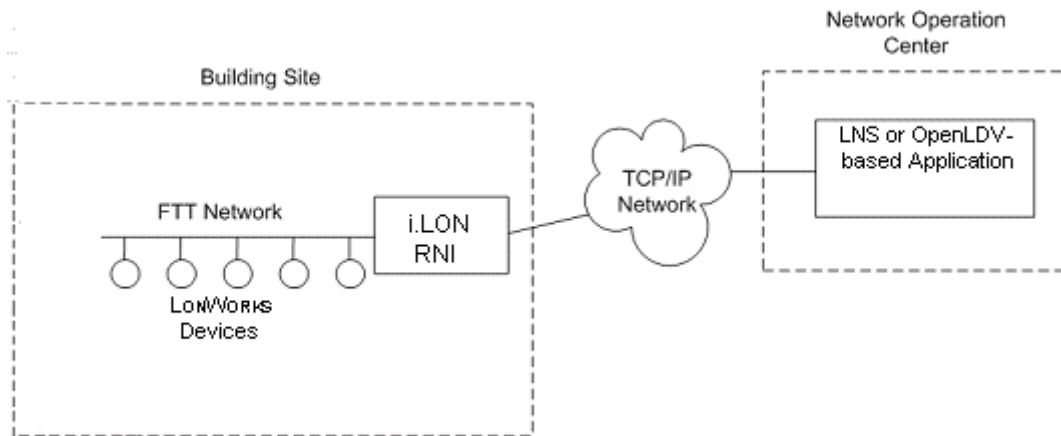 Network Operation
Center
Building Site
LNS or OpenLDV-
based Application
TCP/IP
Network
FTT Network
i.LON
RNI
LONWORKS
Devices